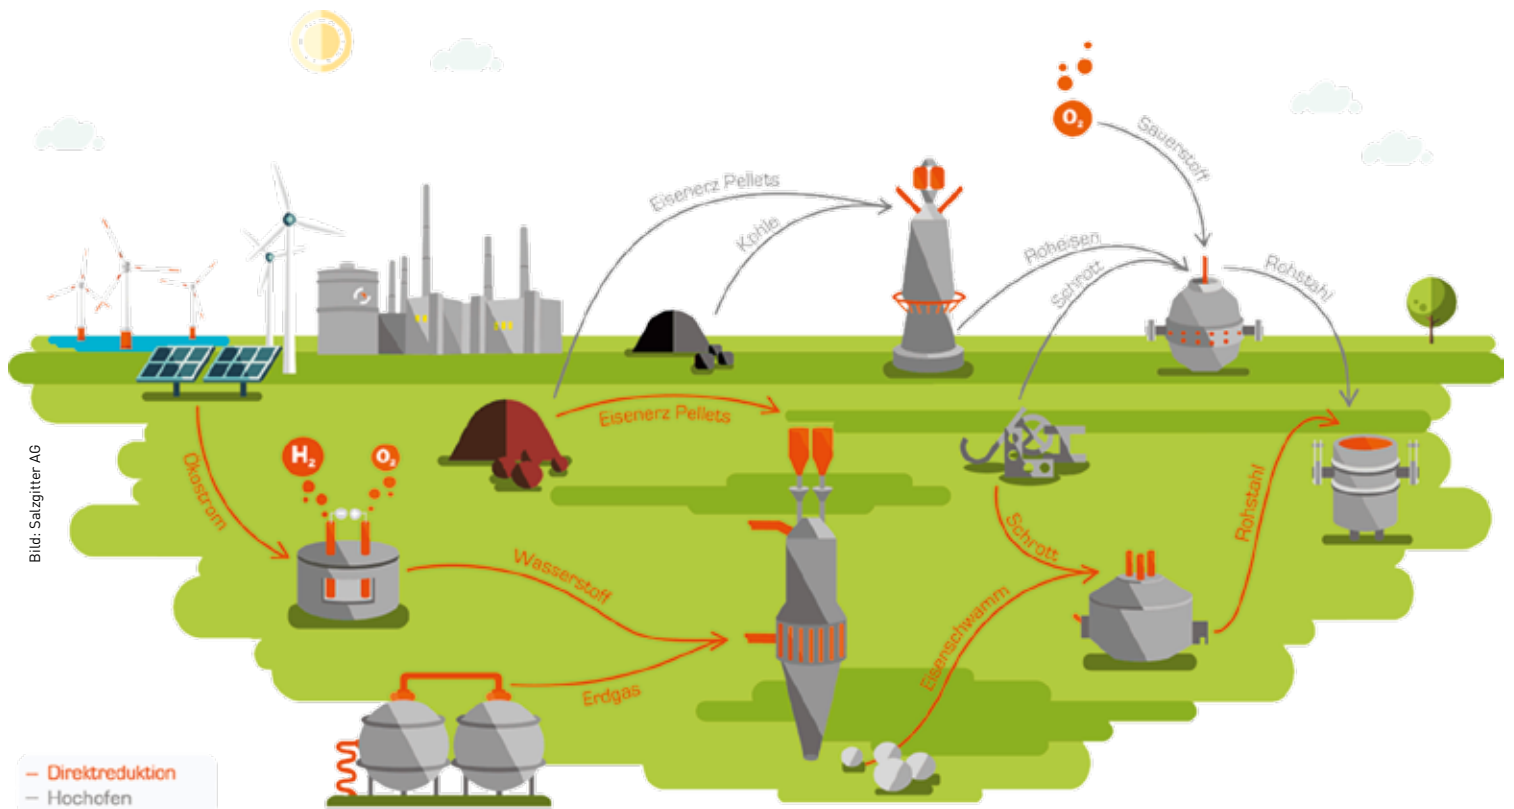 O₂
Sauerstoff
Eisenerz Pellets
Kohle
Roheisen
Schrott
Rohstahl
Eisenerz Pellets
H₂
O₂
Ökostrom
Wasserstoff
Erdgas
Schrott
Eisenschwamm
Rohstahl
Bild: Salzgitter AG
Direktreduktion
Hochofen